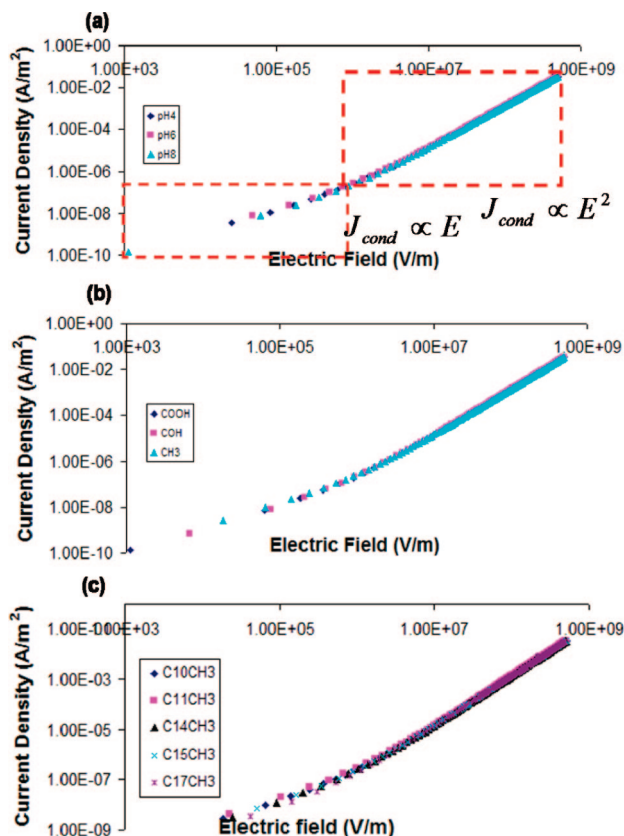 (a)
1.00E+00
1.00E+03 1.00E+05 1.00E+07 1.00E+09
1.00E-02
1.00E-04
1.00E-06
1.00E-08
1.00E-10
Current Density (A/m²)
pH4
pH6
pH8
J_cond ∝ E
J_cond ∝ E²
Electric Field (V/m)
(b)
1.00E+00
1.00E+03 1.00E+05 1.00E+07 1.00E+09
1.00E-02
1.00E-04
1.00E-06
1.00E-08
1.00E-10
Current Density (A/m²)
COOH
COH
CH3
Electric Field (V/m)
(c)
1.00E+03 1.00E+05 1.00E+07 1.00E+09
1.00E-01
1.00E-03
1.00E-05
1.00E-07
1.00E-09
Current Density (A/m²)
C10CH3
C11CH3
C14CH3
C15CH3
C17CH3
Electric field (V/m)